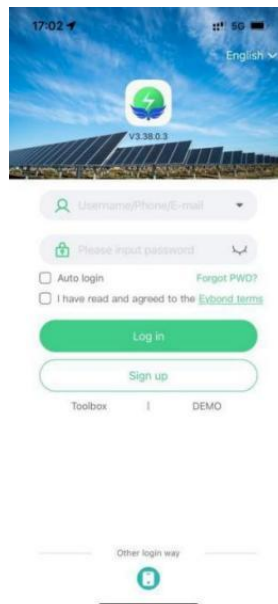 17:02
5G
English
V3.38.0.3
Username/Phone/E-mail
Please input password
Auto login
Forgot PWD?
I have read and agreed to the Eybond terms
Log in
Sign up
Toolbox | DEMO
Other login way